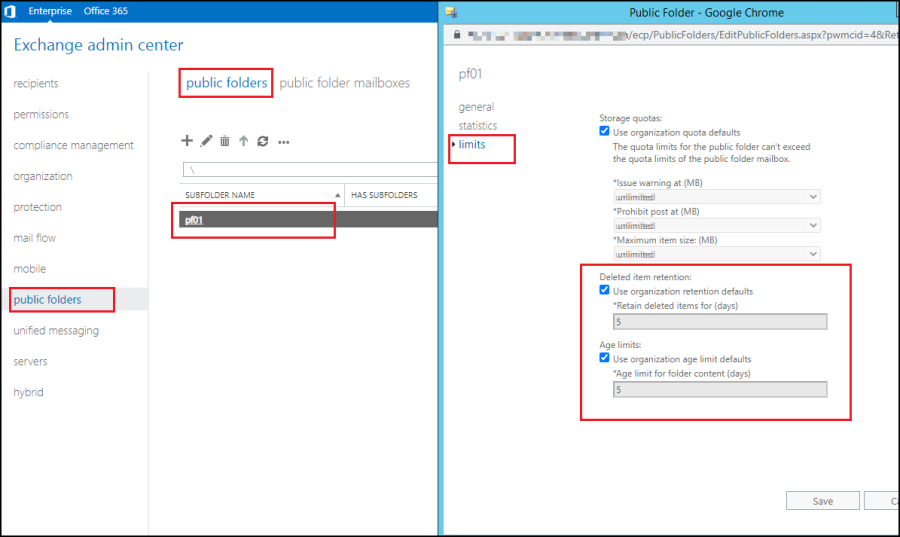 Enterprise Office 365
Exchange admin center
recipients
permissions
compliance management
organization
protection
mail flow
mobile
public folders
unified messaging
servers
hybrid
public folders public folder mailboxes
\
SUBFOLDER NAME HAS SUBFOLDERS
pf01
Public Folder - Google Chrome
/ecp/PublicFolders/EditPublicFolders.aspx?pwmcid=4&Ret
pf01
general
statistics
limits
Storage quotas:
Use organization quota defaults
The quota limits for the public folder can't exceed
the quota limits of the public folder mailbox.
*Issue warning at (MB)
unlimited
*Prohibit post at (MB)
unlimited
*Maximum item size: (MB)
unlimited
Deleted item retention:
Use organization retention defaults
*Retain deleted items for (days)
5
Age limits:
Use organization age limit defaults
*Age limit for folder content (days)
5
Save
Ca